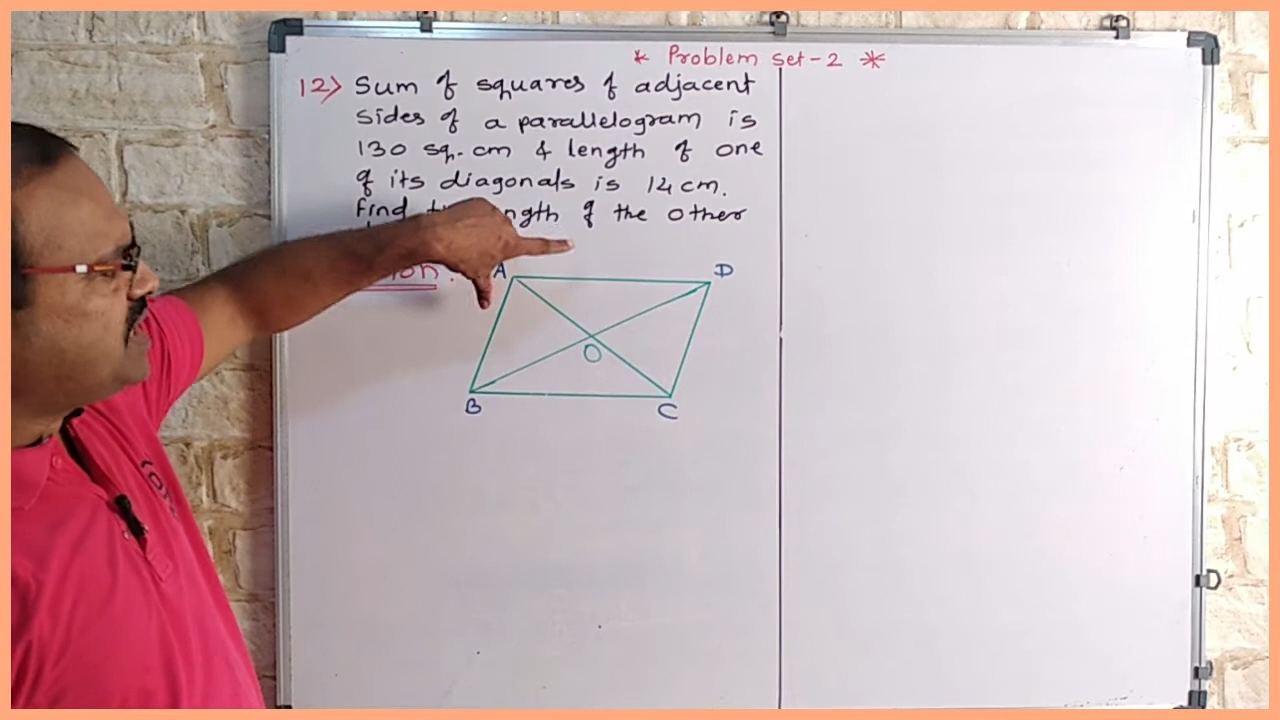 * Problem set-2 *
12) Sum of squares of adjacent
sides of a parallelogram is
130 sq.cm & length of one
of its diagonals is 14 cm.
Find of the other
A D
O
B C